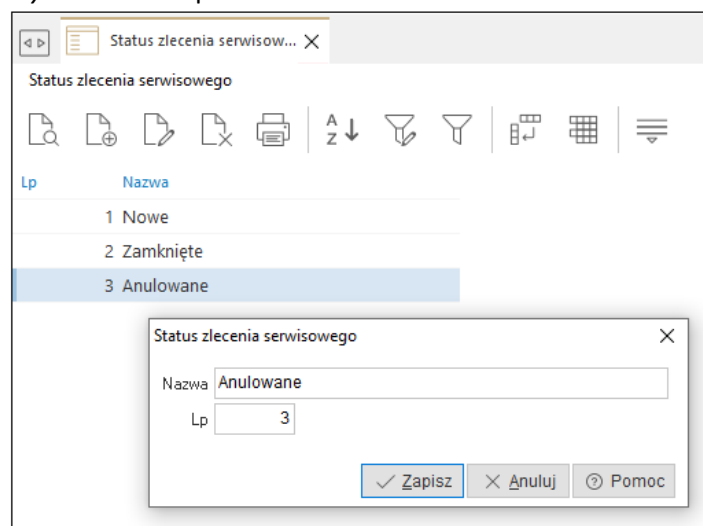 Status zlecenia serwisow...
Status zlecenia serwisowego
A
Z
Lp Nazwa
1 Nowe
2 Zamknięte
3 Anulowane
Status zlecenia serwisowego
Nazwa Anulowane
Lp 3
Zapisz Anuluj Pomoc